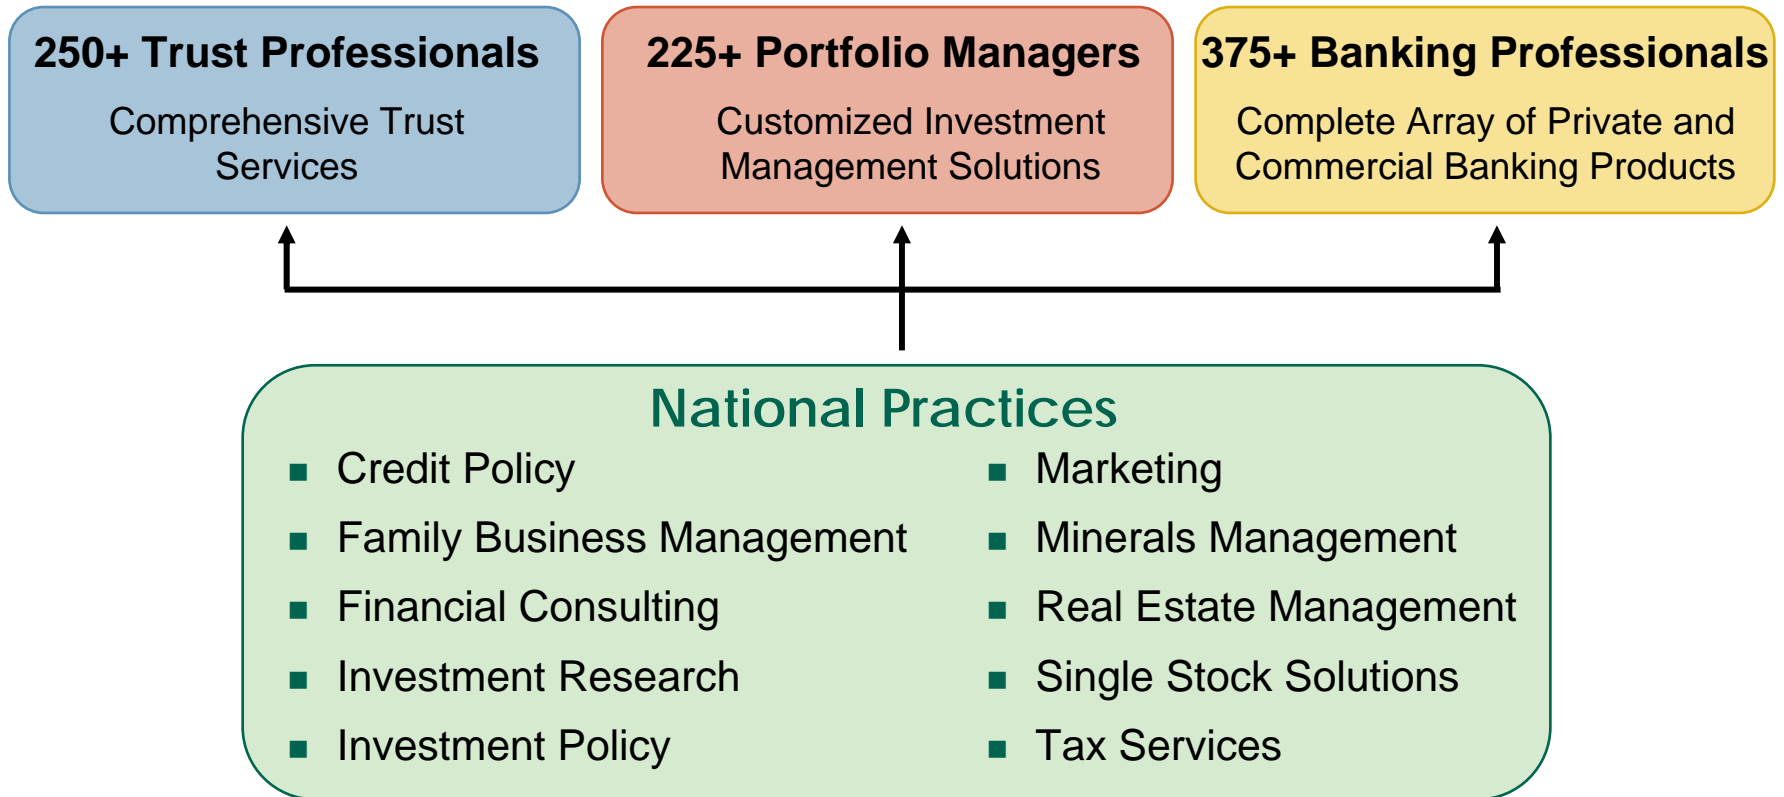 250+ Trust Professionals
Comprehensive Trust
Services
225+ Portfolio Managers
Customized Investment
Management Solutions
375+ Banking Professionals
Complete Array of Private and
Commercial Banking Products
National Practices
■ Credit Policy
■ Family Business Management
■ Financial Consulting
■ Investment Research
■ Investment Policy
■ Marketing
■ Minerals Management
■ Real Estate Management
■ Single Stock Solutions
■ Tax Services